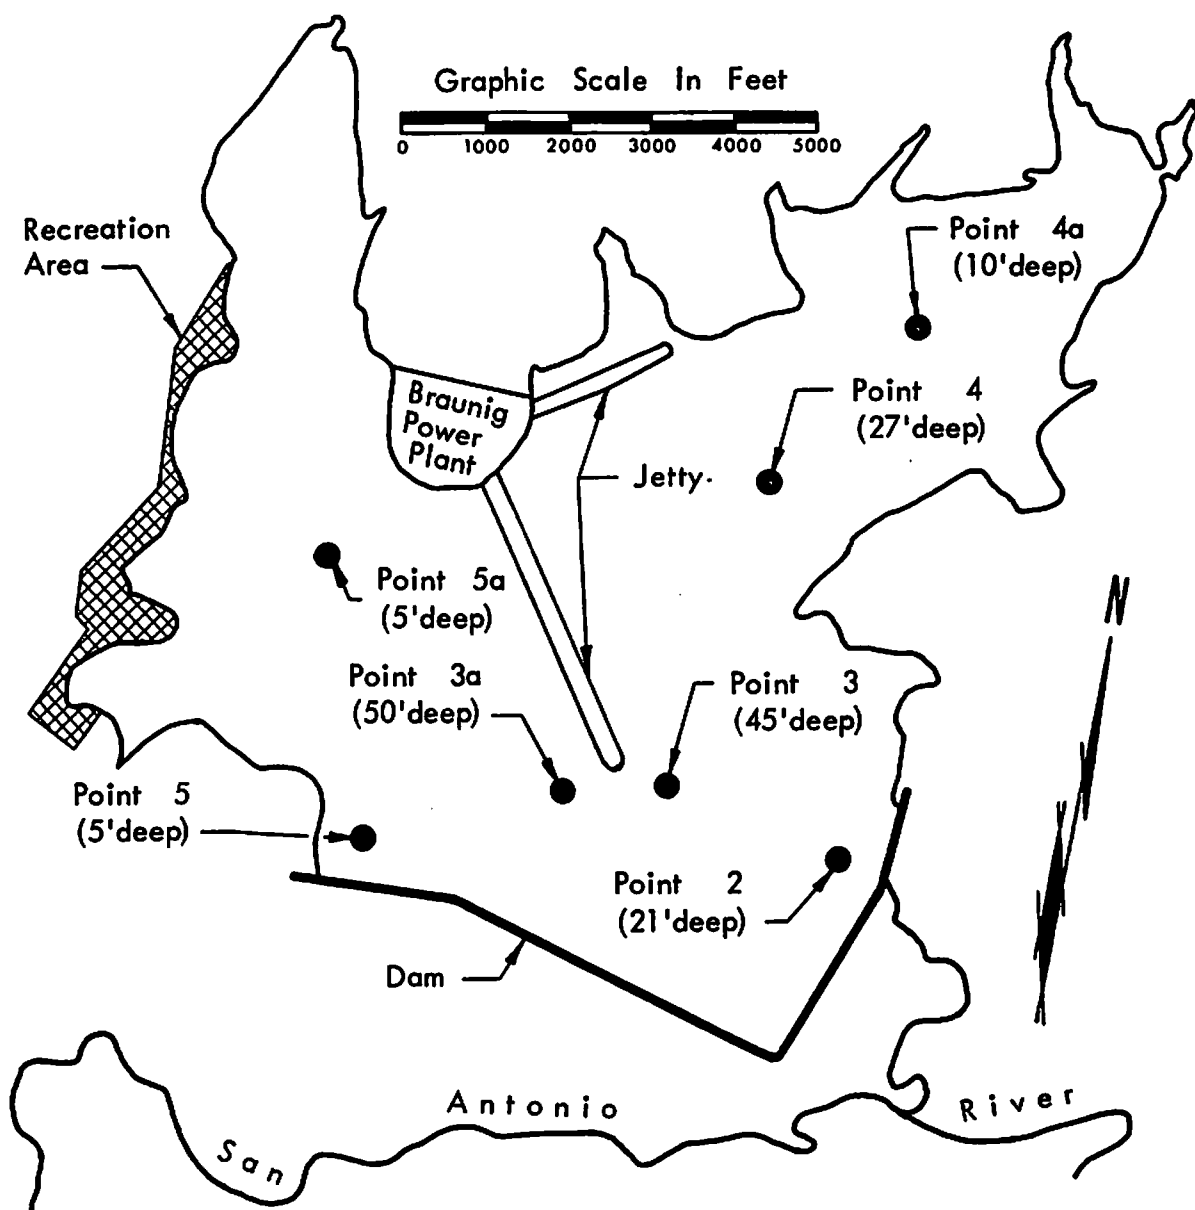 Graphic Scale In Feet
0 1000 2000 3000 4000 5000
Recreation
Area
Point 4a
(10'deep)
Braunig
Power
Plant
Point 4
(27'deep)
Jetty
Point 5a
(5'deep)
N
Point 3a
(50'deep)
Point 3
(45'deep)
Point 5
(5'deep)
Point 2
(21'deep)
Dam
San Antonio River